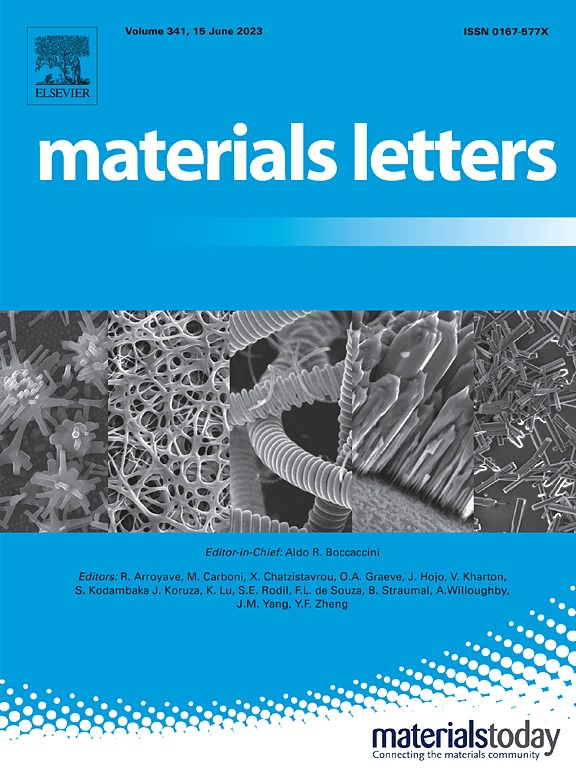 Volume 341, 15 June 2023
ISSN 0167-577X
ELSEVIER
materials letters
Editor-in-Chief: Aldo R. Boccaccini
Editors: R. Arroyave, M. Carboni, X. Chatzistavrou, O.A. Graeve, J. Hojo, V. Kharton,
S. Kodambaka J. Koruza, K. Lu, S.E. Rodil, F.L. de Souza, B. Straumal, A.Willoughby,
J.M. Yang, Y.F. Zheng
materialstoday
Connecting the materials community